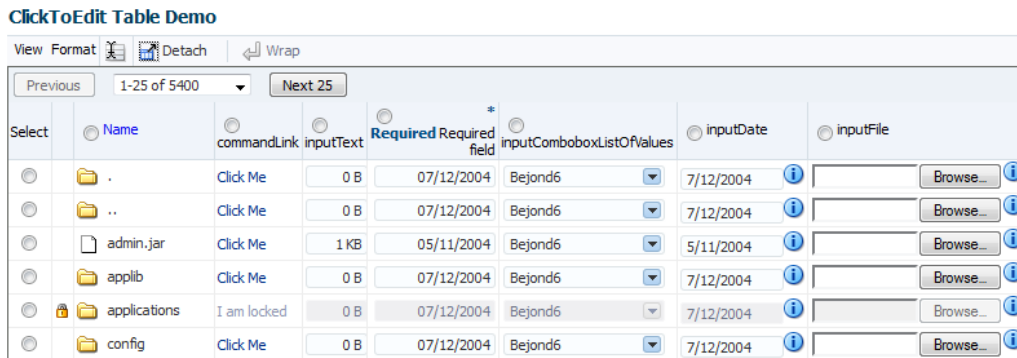 ClickToEdit Table Demo
View Format Detach Wrap
Previous 1-25 of 5400 Next 25
Select Name commandLink inputText * Required Required field inputComboboxListOfValues inputDate inputFile
. Click Me 0 B 07/12/2004 Bejond6 7/12/2004 Browse...
.. Click Me 0 B 07/12/2004 Bejond6 7/12/2004 Browse...
admin.jar Click Me 1 KB 05/11/2004 Bejond6 5/11/2004 Browse...
applib Click Me 0 B 07/12/2004 Bejond6 7/12/2004 Browse...
applications I am locked 0 B 07/12/2004 Bejond6 7/12/2004 Browse...
config Click Me 0 B 07/12/2004 Bejond6 7/12/2004 Browse...